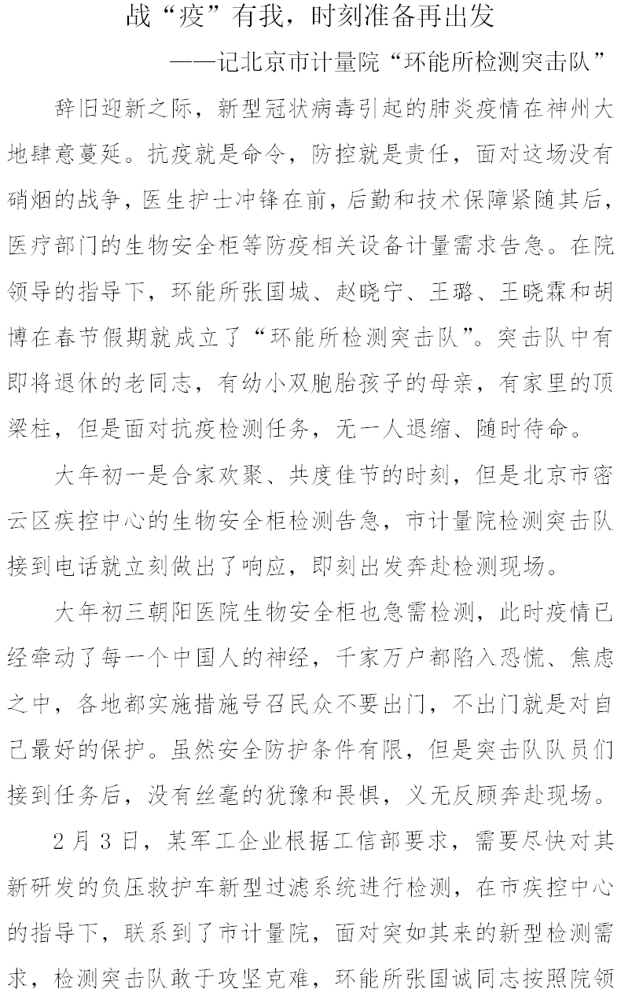 战“疫”有我，时刻准备再出发
——记北京市计量院“环能所检测突击队”
辞旧迎新之际，新型冠状病毒引起的肺炎疫情在神州大
地肆意蔓延。抗疫就是命令，防控就是责任，面对这场没有
硝烟的战争，医生护士冲锋在前，后勤和技术保障紧随其后，
医疗部门的生物安全柜等防疫相关设备计量需求告急。在院
领导的指导下，环能所张国城、赵晓宁、王璐、王晓霖和胡
博在春节假期就成立了“环能所检测突击队”。突击队中有
即将退休的老同志，有幼小双胞胎孩子的母亲，有家里的顶
梁柱，但是面对抗疫检测任务，无一人退缩、随时待命。
大年初一是合家欢聚、共度佳节的时刻，但是北京市密
云区疾控中心的生物安全柜检测告急，市计量院检测突击队
接到电话就立刻做出了响应，即刻出发奔赴检测现场。
大年初三朝阳医院生物安全柜也急需检测，此时疫情已
经牵动了每一个中国人的神经，千家万户都陷入恐慌、焦虑
之中，各地都实施措施号召民众不要出门，不出门就是对自
己最好的保护。虽然安全防护条件有限，但是突击队队员们
接到任务后，没有丝毫的犹豫和畏惧，义无反顾奔赴现场。
2 月 3 日，某军工企业根据工信部要求，需要尽快对其
新研发的负压救护车新型过滤系统进行检测，在市疾控中心
的指导下，联系到了市计量院，面对突如其来的新型检测需
求，检测突击队敢于攻坚克难，环能所张国诚同志按照院领